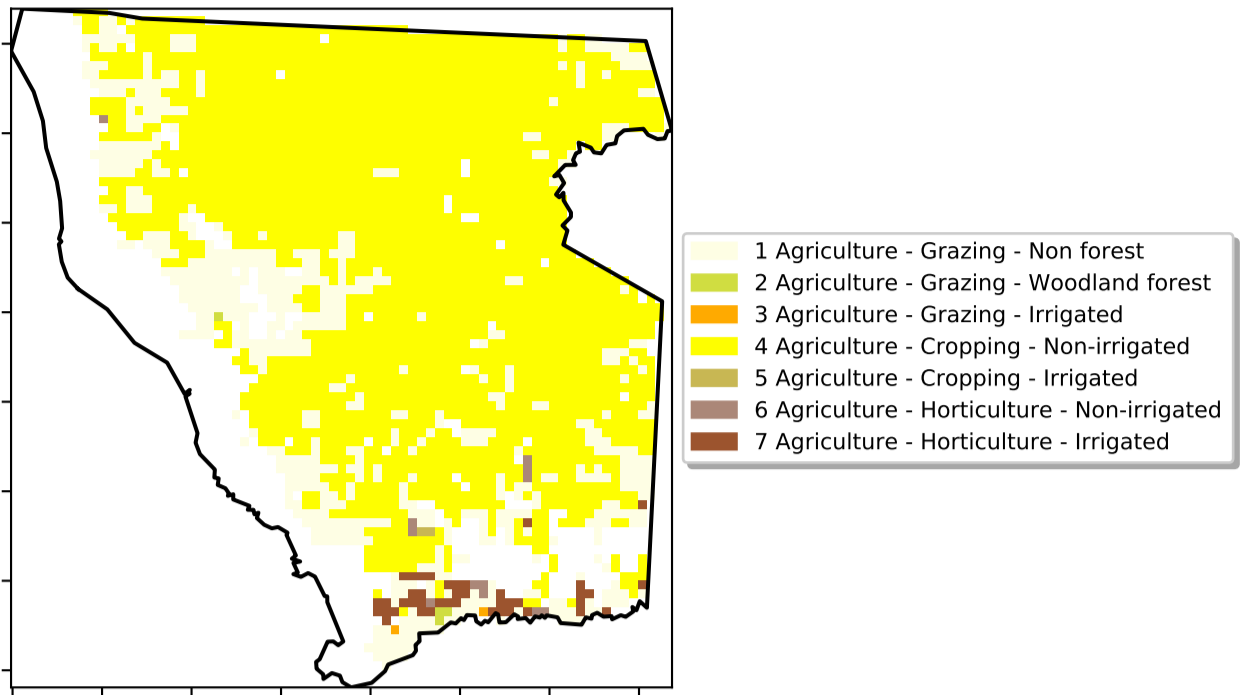 1 Agriculture - Grazing - Non forest
2 Agriculture - Grazing - Woodland forest
3 Agriculture - Grazing - Irrigated
4 Agriculture - Cropping - Non-irrigated
5 Agriculture - Cropping - Irrigated
6 Agriculture - Horticulture - Non-irrigated
7 Agriculture - Horticulture - Irrigated